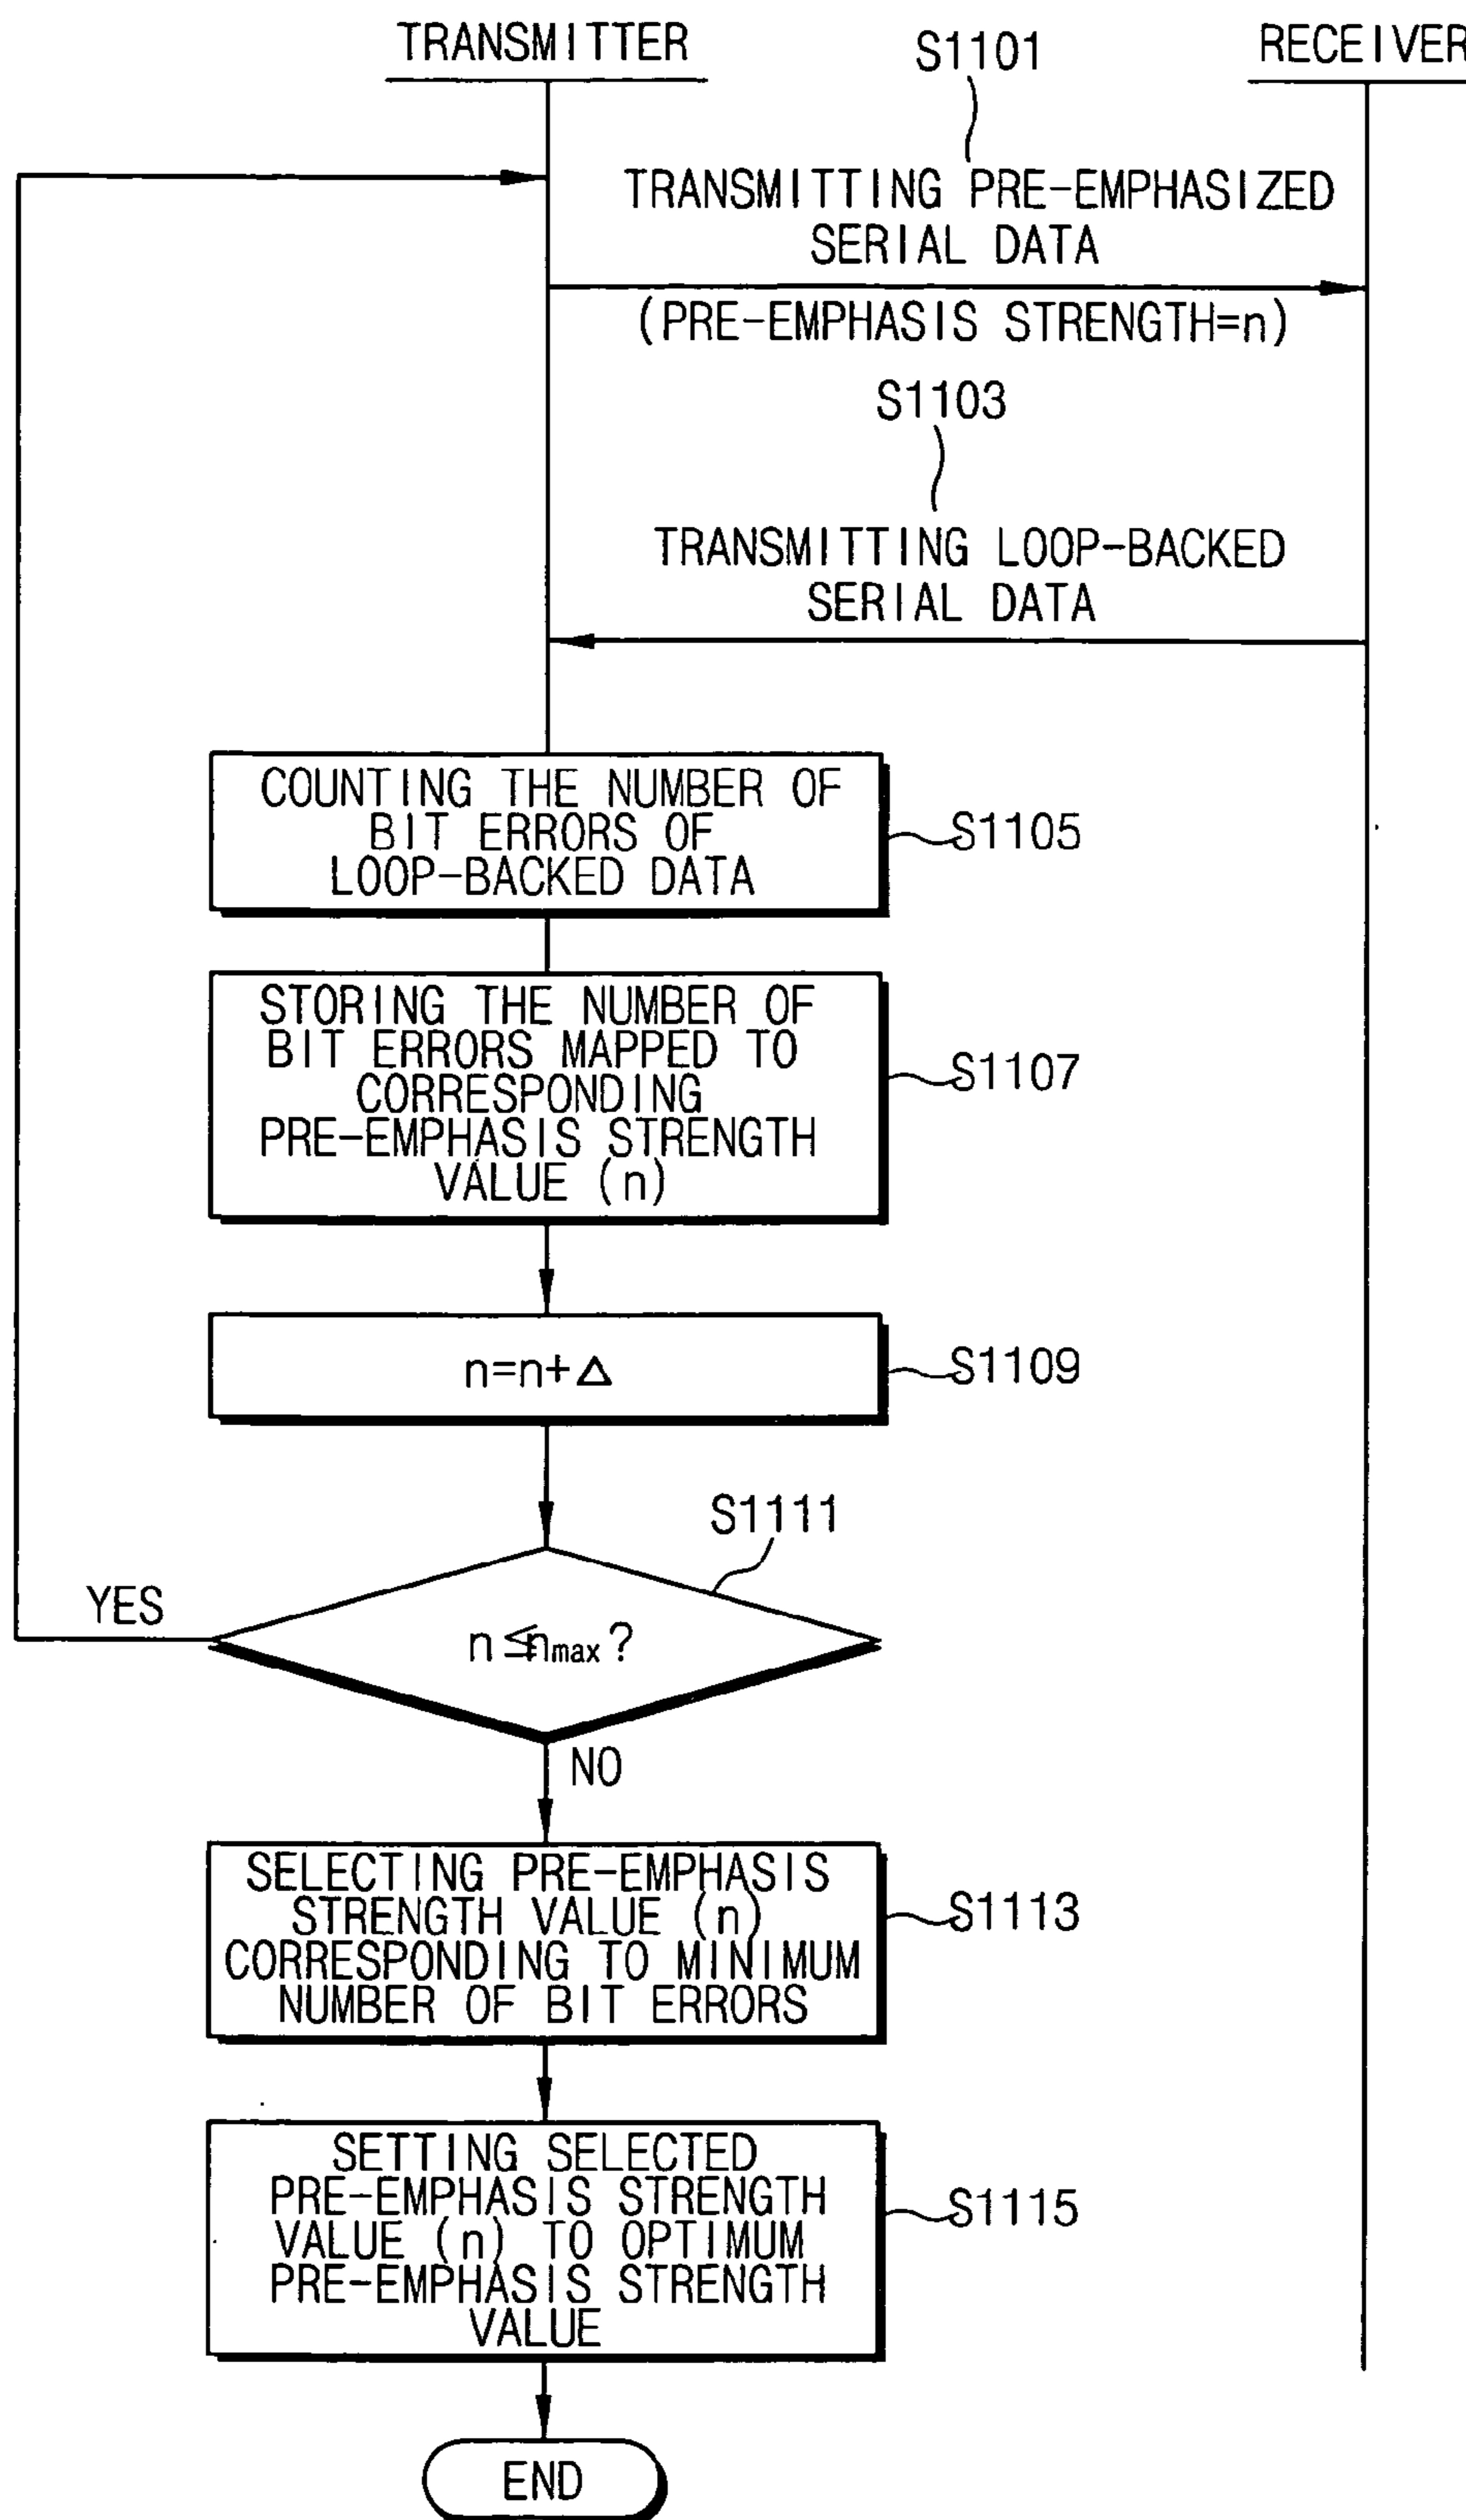 TRANSMITTER
S1101
RECEIVER
TRANSMITTING PRE-EMPHASIZED
SERIAL DATA
(PRE-EMPHASIS STRENGTH=n)
S1103
TRANSMITTING LOOP-BACKED
SERIAL DATA
COUNTING THE NUMBER OF
BIT ERRORS OF
LOOP-BACKED DATA
S1105
STORING THE NUMBER OF
BIT ERRORS MAPPED TO
CORRESPONDING
PRE-EMPHASIS STRENGTH
VALUE (n)
S1107
n=n+△
S1109
S1111
YES
n≤nmax?
NO
SELECTING PRE-EMPHASIS
STRENGTH VALUE (n)
CORRESPONDING TO MINIMUM
NUMBER OF BIT ERRORS
S1113
SETTING SELECTED
PRE-EMPHASIS STRENGTH
VALUE (n) TO OPTIMUM
PRE-EMPHASIS STRENGTH
VALUE
S1115
END